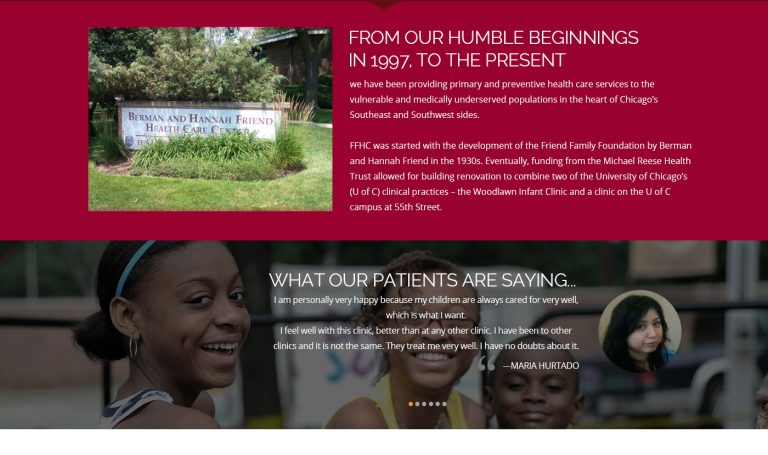 FROM OUR HUMBLE BEGINNINGS
IN 1997, TO THE PRESENT
we have been providing primary and preventive health care services to the
vulnerable and medically underserved populations in the heart of Chicago's
Southeast and Southwest sides.
FFHC was started with the development of the Friend Family Foundation by Berman
and Hannah Friend in the 1930s. Eventually, funding from the Michael Reese Health
Trust allowed for building renovation to combine two of the University of Chicago's
(U of C) clinical practices – the Woodlawn Infant Clinic and a clinic on the U of C
campus at 55th Street.
BERMAN AND HANNAH FRIEND
HEALTH CARE CENTER
WHAT OUR PATIENTS ARE SAYING...
I am personally very happy because my children are always cared for very well,
which is what I want.
I feel well with this clinic, better than at any other clinic. I have been to other
clinics and it is not the same. They treat me very well. I have no doubts about it.
“ ---MARIA HURTADO